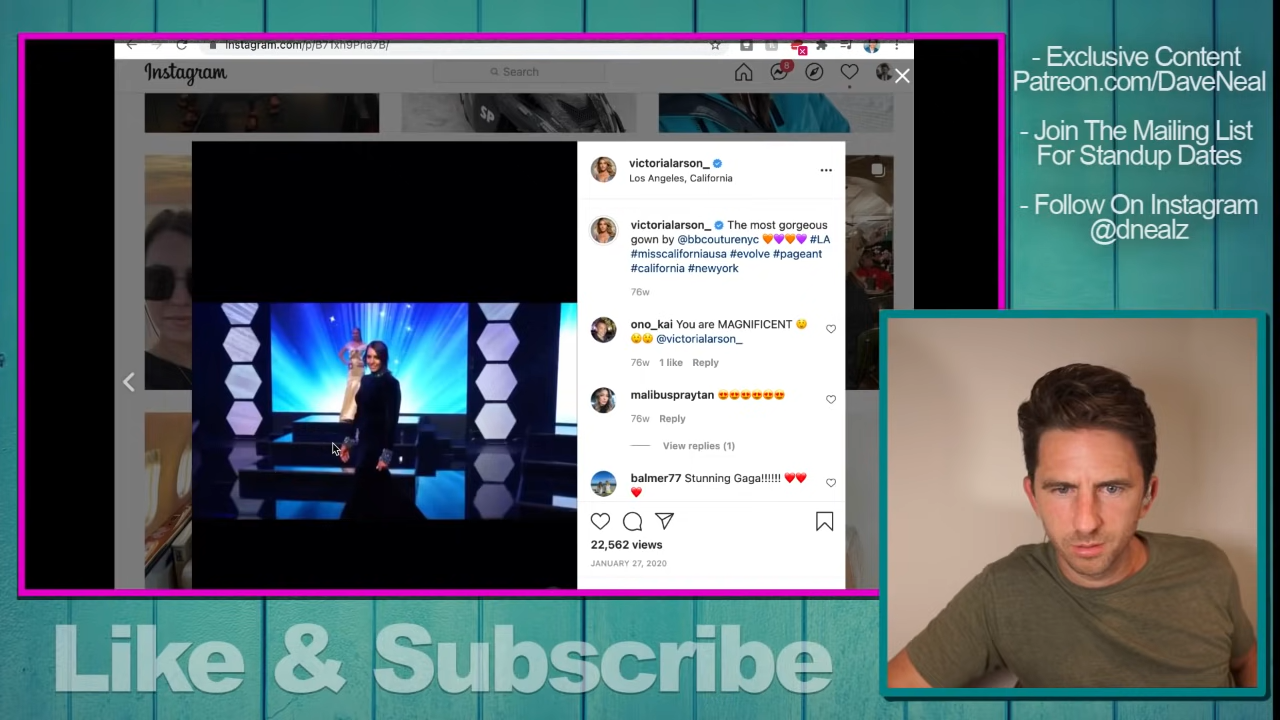 instagram.com/p/B71xh9Pna7B/
Instagram
Search
8
SP
victorialarson_
Los Angeles, California
victorialarson_ The most gorgeous
gown by @bbcouturenyc 🧡💜🧡💜 #LA
#misscaliforniausa #evolve #pageant
#california #newyork
76w
ono_kai You are MAGNIFICENT 😍
😍😍 @victorialarson_
76w 1 like Reply
malibuspraytan 😍😍😍😍😍😍
76w Reply
View replies (1)
balmer77 Stunning Gaga!!!!!! ❤️❤️
❤️
22,562 views
JANUARY 27, 2020
- Exclusive Content
Patreon.com/DaveNeal
- Join The Mailing List
For Standup Dates
- Follow On Instagram
@dnealz
Like & Subscribe